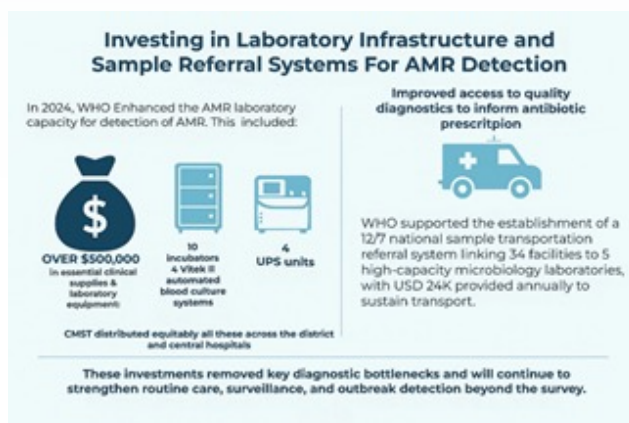 Investing in Laboratory Infrastructure and
Sample Referral Systems For AMR Detection
In 2024, WHO Enhanced the AMR laboratory
capacity for detection of AMR. This included:
$
OVER $500,000
in essential clinical
supplies &
laboratory
equipment:
10
incubators
4 Vitek II
automated
blood culture
systems
4
UPS units
CMST distributed equitably all these across the district
and central hospitals
Improved access to quality
diagnostics to inform antibiotic
prescritpion
WHO supported the establishment of a
12/7 national sample transportation
referral system linking 34 facilities to 5
high-capacity microbiology laboratories,
with USD 24K provided annually to
sustain transport.
These investments removed key diagnostic bottlenecks and will continue to
strengthen routine care, surveillance, and outbreak detection beyond the survey.